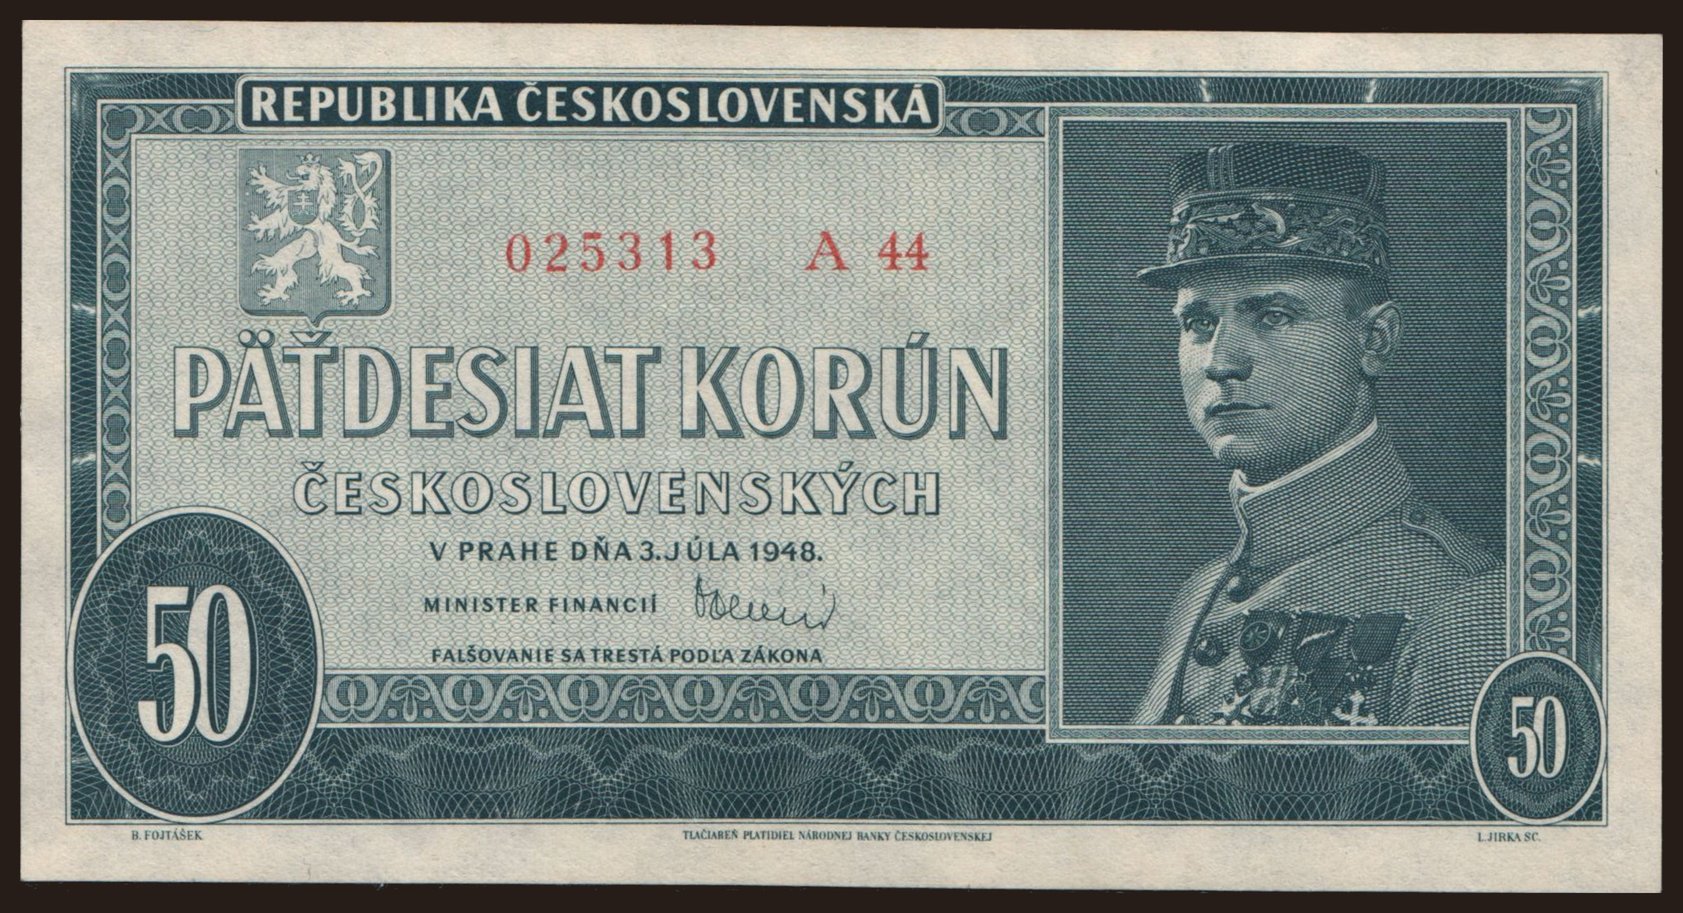 REPUBLIKA ČESKOSLOVENSKÁ
025313 A 44
PÄŤDESIAT KORÚN
ČESKOSLOVENSKÝCH
V PRAHE DŇA 3. JÚLA 1948.
MINISTER FINANCIÍ
FALŠOVANIE SA TRESTÁ PODĽA ZÁKONA
50
50
B. FOJTÁŠEK
TLAČIAREŇ PLATIDIEL NÁRODNEJ BANKY ČESKOSLOVENSKEJ
L. JIRKA SC.